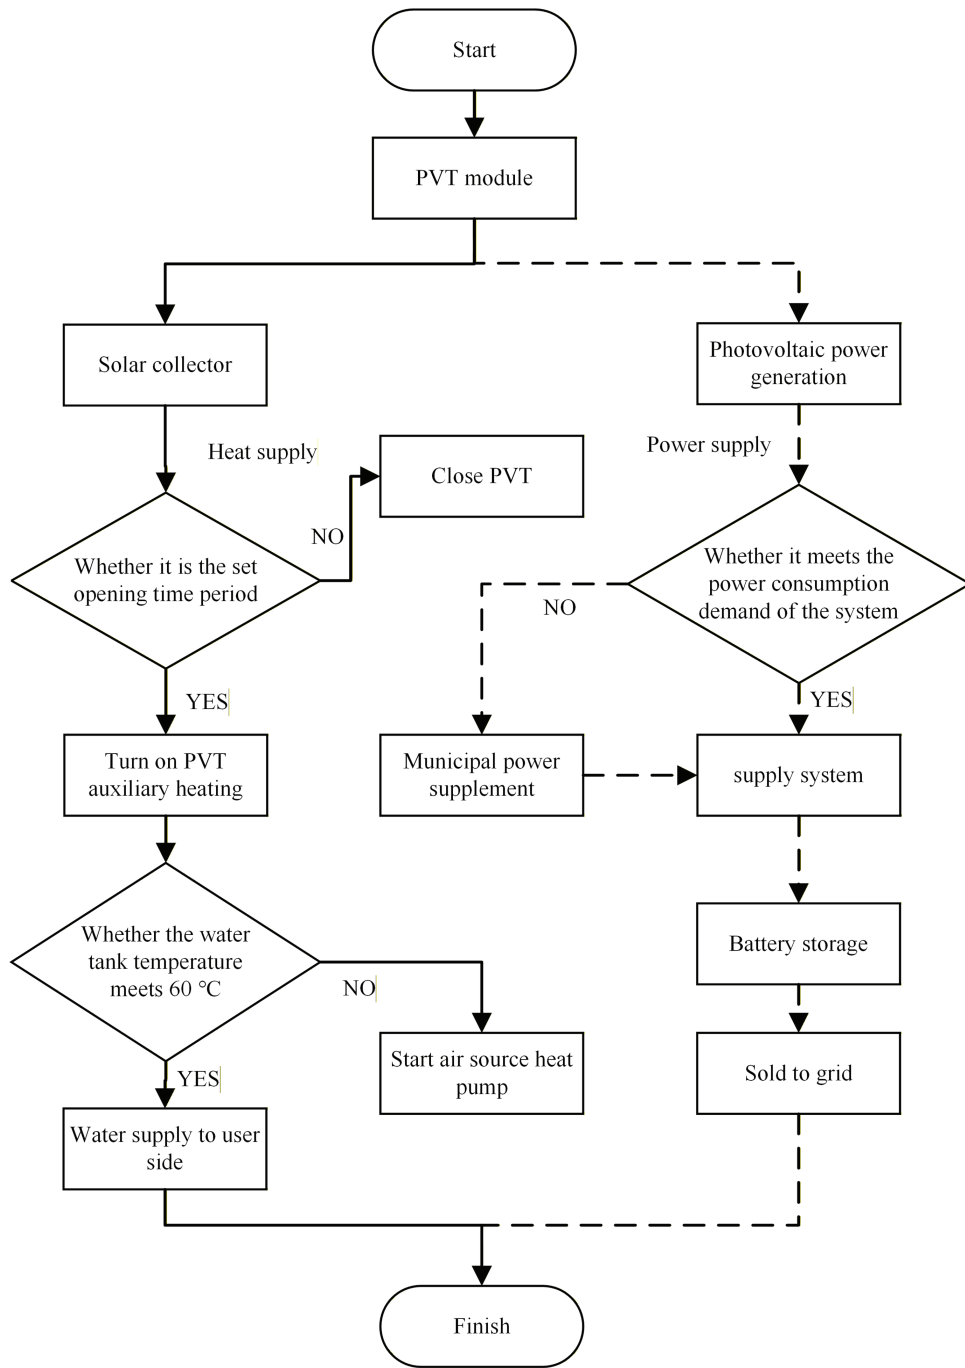 Start
PVT module
Solar collector
Photovoltaic power
generation
Heat supply
Close PVT
Power supply
NO
Whether it is the set
opening time period
Whether it meets the
power consumption
demand of the system
NO
YES
YES
Turn on PVT
auxiliary heating
Municipal power
supplement
supply system
Whether the water
tank temperature
meets 60 °C
NO
Battery storage
Start air source heat
pump
Sold to grid
YES
Water supply to user
side
Finish